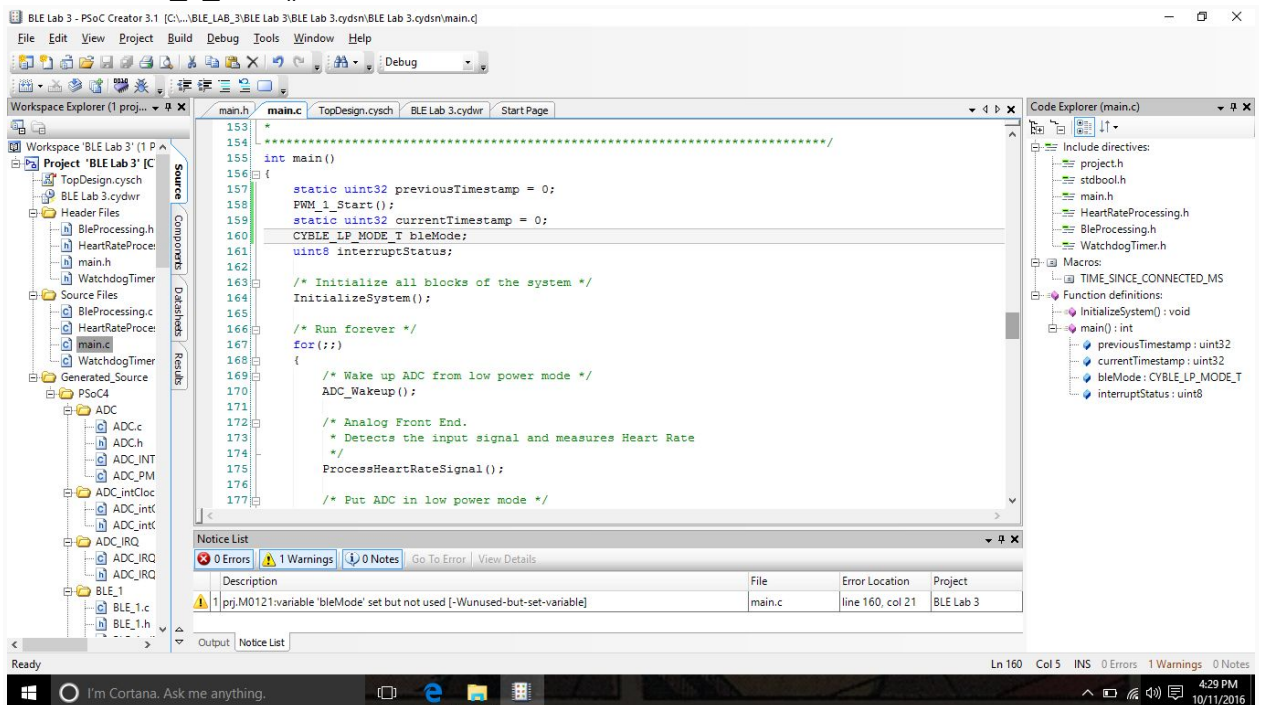 BLE Lab 3 - PSoC Creator 3.1 [C:\...\BLE_LAB_3\BLE Lab 3\BLE Lab 3.cydsn\BLE Lab 3.cydsn\main.c]
File Edit View Project Build Debug Tools Window Help
Debug
Workspace Explorer (1 proj...
Workspace 'BLE Lab 3' (1 P
Project 'BLE Lab 3' [C
TopDesign.cysch
BLE Lab 3.cydwr
Header Files
BleProcessing.h
HeartRateProces
main.h
WatchdogTimer
Source Files
BleProcessing.c
HeartRateProces
main.c
WatchdogTimer
Generated_Source
PSoC4
ADC
ADC.c
ADC.h
ADC_INT
ADC_PM
ADC_intCloc
ADC_intC
ADC_intC
ADC_IRQ
ADC_IRQ
ADC_IRQ
BLE_1
BLE_1.c
BLE_1.h
Source
Components
Datasheets
Results
main.h main.c TopDesign.cysch BLE Lab 3.cydwr Start Page
153 *
154 *******************************************************************************/
155 int main()
156 {
157 static uint32 previousTimestamp = 0;
158 PWM_1_Start();
159 static uint32 currentTimestamp = 0;
160 CYBLE_LP_MODE_T bleMode;
161 uint8 interruptStatus;
162
163 /* Initialize all blocks of the system */
164 InitializeSystem();
165
166 /* Run forever */
167 for(;;)
168 {
169 /* Wake up ADC from low power mode */
170 ADC_Wakeup();
171
172 /* Analog Front End.
173 * Detects the input signal and measures Heart Rate
174 */
175 ProcessHeartRateSignal();
176
177 /* Put ADC in low power mode */
Code Explorer (main.c)
Include directives:
project.h
stdbool.h
main.h
HeartRateProcessing.h
BleProcessing.h
WatchdogTimer.h
Macros:
TIME_SINCE_CONNECTED_MS
Function definitions:
InitializeSystem() : void
main() : int
previousTimestamp : uint32
currentTimestamp : uint32
bleMode : CYBLE_LP_MODE_T
interruptStatus : uint8
Notice List
0 Errors 1 Warnings 0 Notes Go To Error View Details
Description File Error Location Project
1 prj.M0121:variable 'bleMode' set but not used [-Wunused-but-set-variable] main.c line 160, col 21 BLE Lab 3
Output Notice List
Ready Ln 160 Col 5 INS 0 Errors 1 Warnings 0 Notes
I'm Cortana. Ask me anything.
4:29 PM
10/11/2016